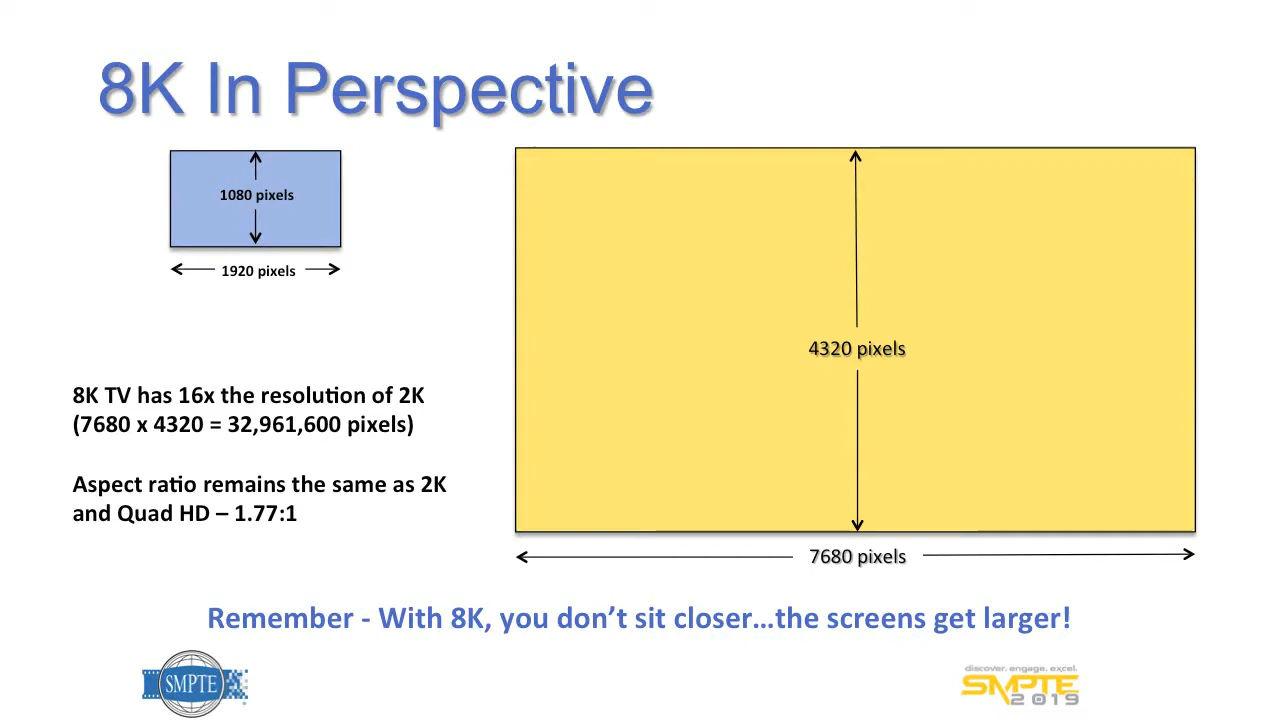 8K In Perspective
1080 pixels
1920 pixels
4320 pixels
7680 pixels
8K TV has 16x the resolution of 2K
(7680 x 4320 = 32,961,600 pixels)
Aspect ratio remains the same as 2K
and Quad HD – 1.77:1
Remember - With 8K, you don’t sit closer…the screens get larger!
SMPTE
discover. engage. excel.
SMPTE
2019